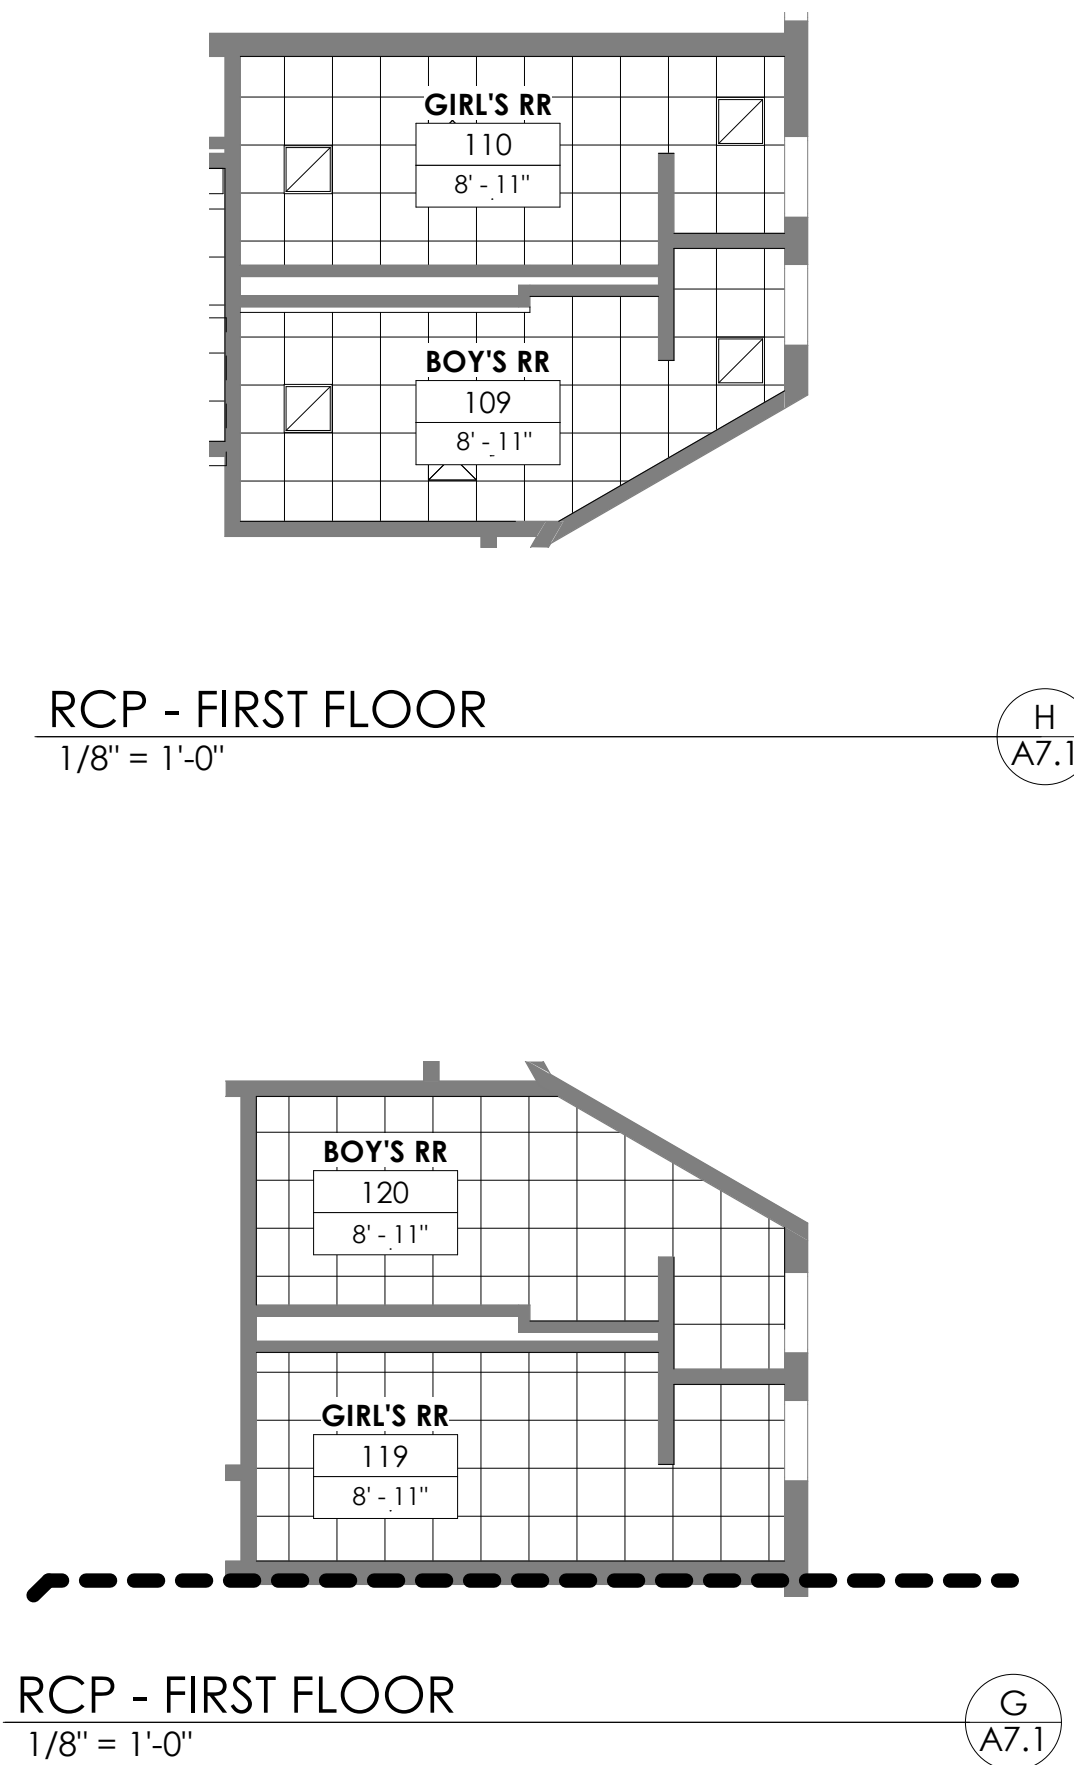 GIRL'S RR
110
8' - 11"
BOY'S RR
109
8' - 11"
RCP - FIRST FLOOR
1/8" = 1'-0"
H
A7.1
BOY'S RR
120
8' - 11"
GIRL'S RR
119
8' - 11"
RCP - FIRST FLOOR
1/8" = 1'-0"
G
A7.1